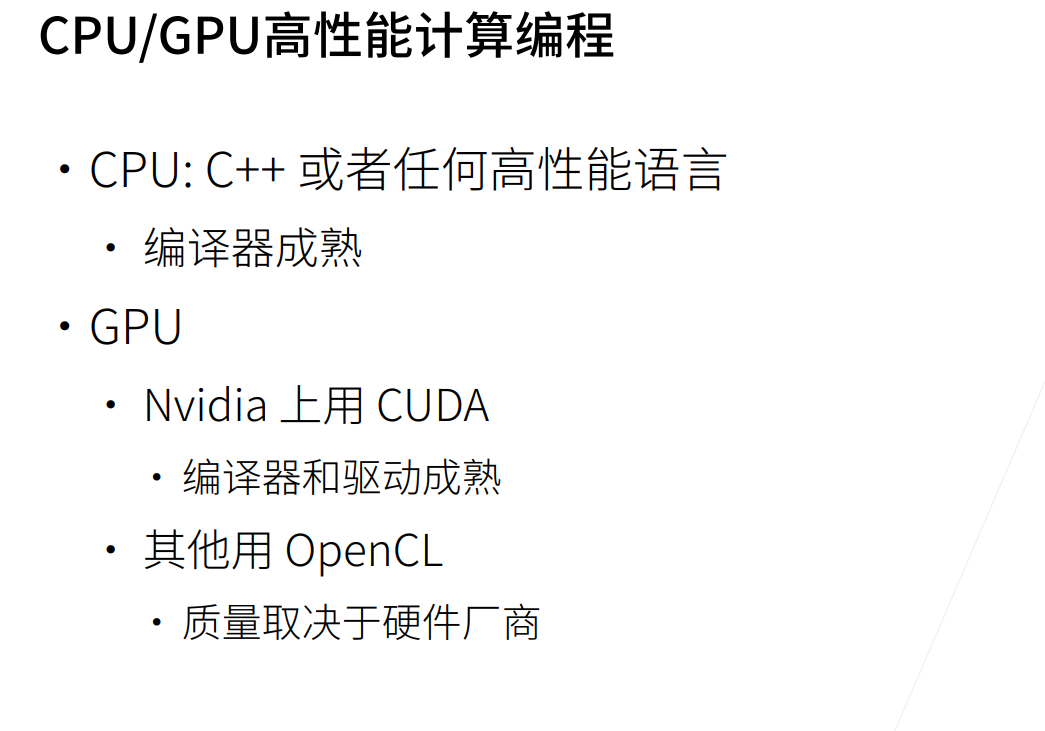 CPU/GPU高性能计算编程
• CPU: C++ 或者任何高性能语言
• 编译器成熟
• GPU
• Nvidia 上用 CUDA
• 编译器和驱动成熟
• 其他用 OpenCL
• 质量取决于硬件厂商